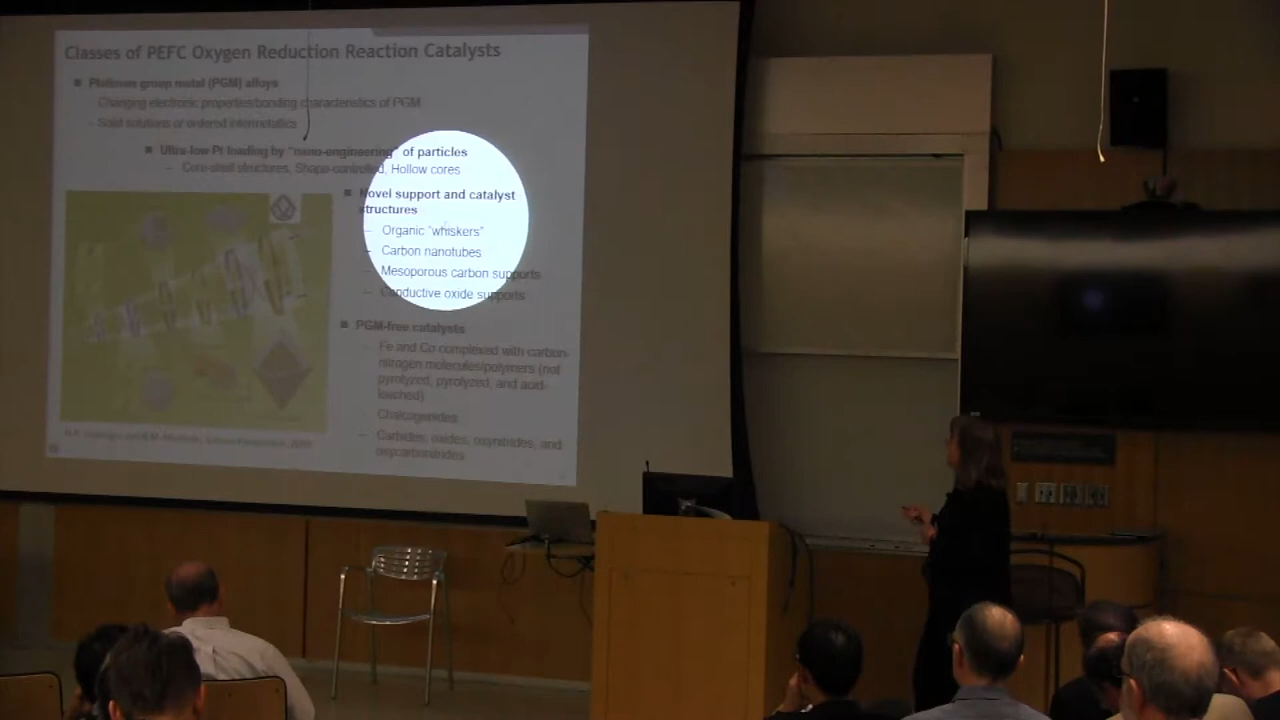 Classes of PEFC Oxygen Reduction Reaction Catalysts
■ Platinum group metal (PGM) alloys
- Changing electronic properties/bonding characteristics of PGM
- Solid solutions or ordered intermetallics
■ Ultra-low Pt loading by "nano-engineering" of particles
– Core-shell structures, Shape-controlled, Hollow cores
■ Novel support and catalyst
structures
– Organic "whiskers"
– Carbon nanotubes
– Mesoporous carbon supports
– Conductive oxide supports
■ PGM-free catalysts
– Fe and Co complexed with carbon-
nitrogen molecules/polymers (not
pyrolyzed, pyrolyzed, and acid-
leached)
– Chalcogenides
– Carbides, oxides, oxynitrides, and
oxycarbonitrides